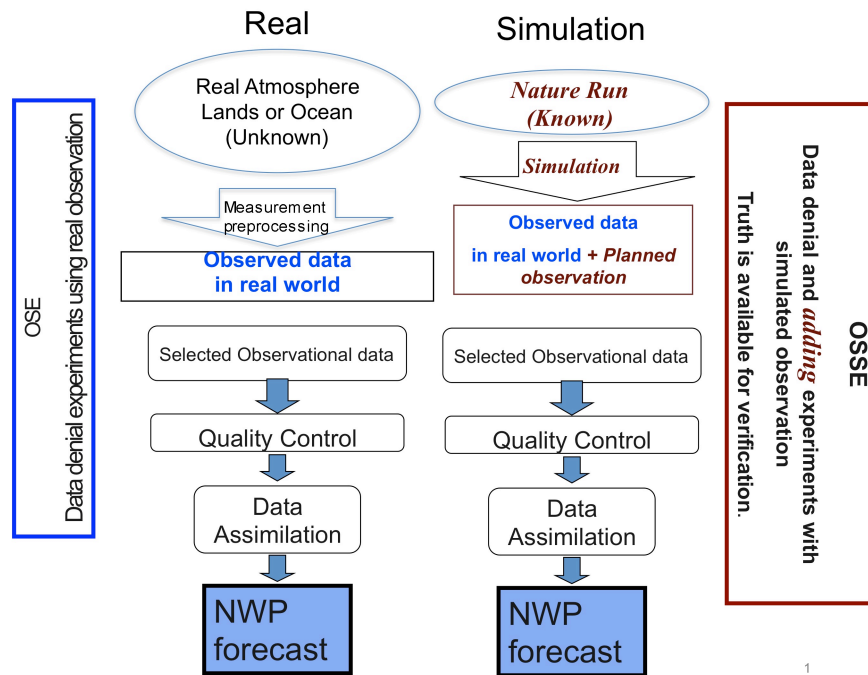 Real
Simulation
Real Atmosphere
Lands or Ocean
(Unknown)
Nature Run
(Known)
Measurement
preprocessing
Simulation
Observed data
in real world
Observed data
in real world + Planned
observation
Selected Observational data
Selected Observational data
Quality Control
Quality Control
Data
Assimilation
Data
Assimilation
NWP
forecast
NWP
forecast
OSE
Data denial experiments using real observation
OSSE
Data denial and adding experiments with
simulated observation
Truth is available for verification.
1